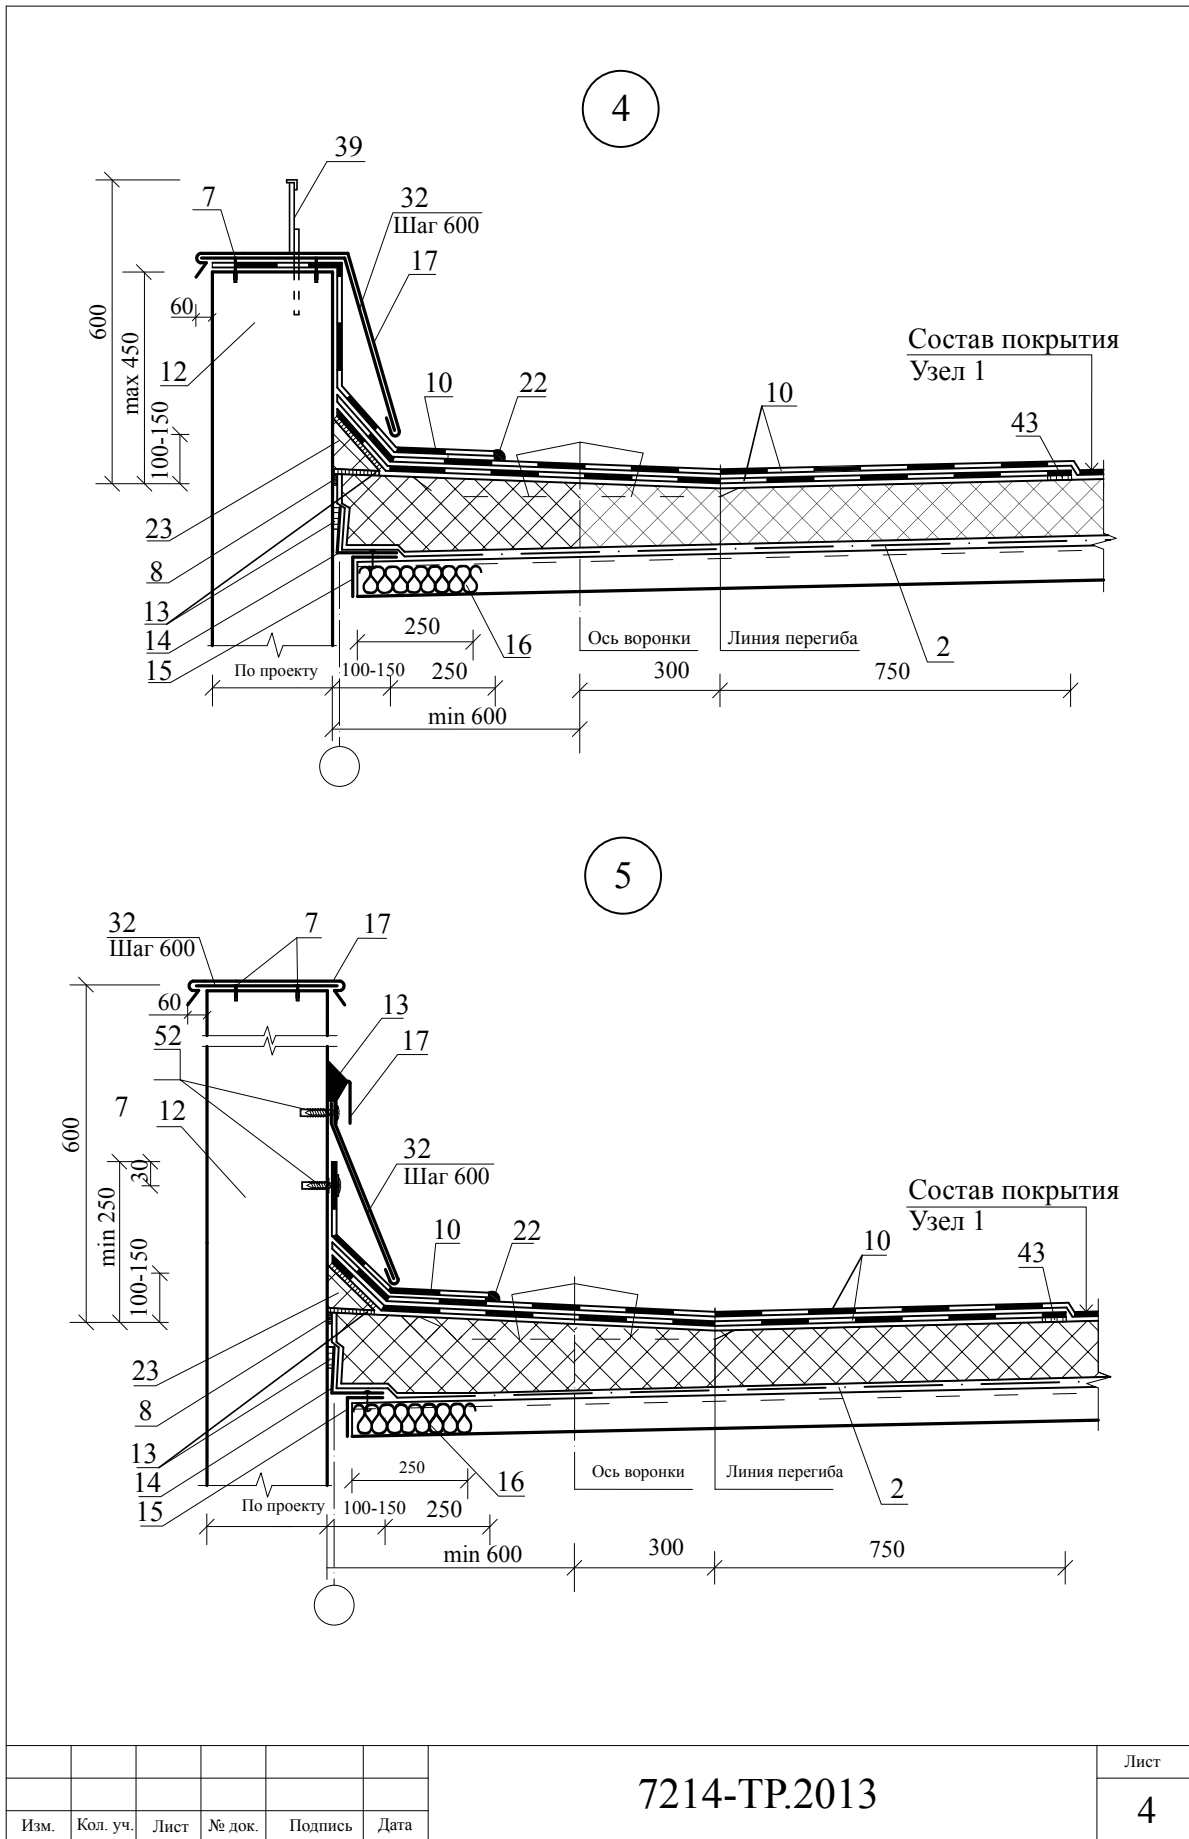 4
39
7
32
Шаг 600
17
600
max 450
100-150
60
12
10
22
10
Состав покрытия
Узел 1
43
23
8
13
14
15
250
16
Ось воронки
Линия перегиба
2
По проекту
100-150
250
300
750
min 600
5
32
Шаг 600
7
17
60
13
17
52
7
12
600
30
min 250
100-150
32
Шаг 600
10
22
10
Состав покрытия
Узел 1
43
23
8
13
14
15
250
16
Ось воронки
Линия перегиба
2
По проекту
100-150
250
min 600
300
750
7214-ТР.2013
Лист
4
Изм.
Кол. уч.
Лист
№ док.
Подпись
Дата